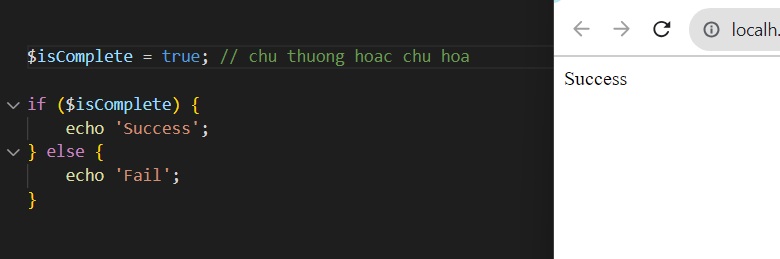 $isComplete = true; // chu thuong hoac chu hoa
if ($isComplete) {
echo 'Success';
} else {
echo 'Fail';
}
localh.
Success